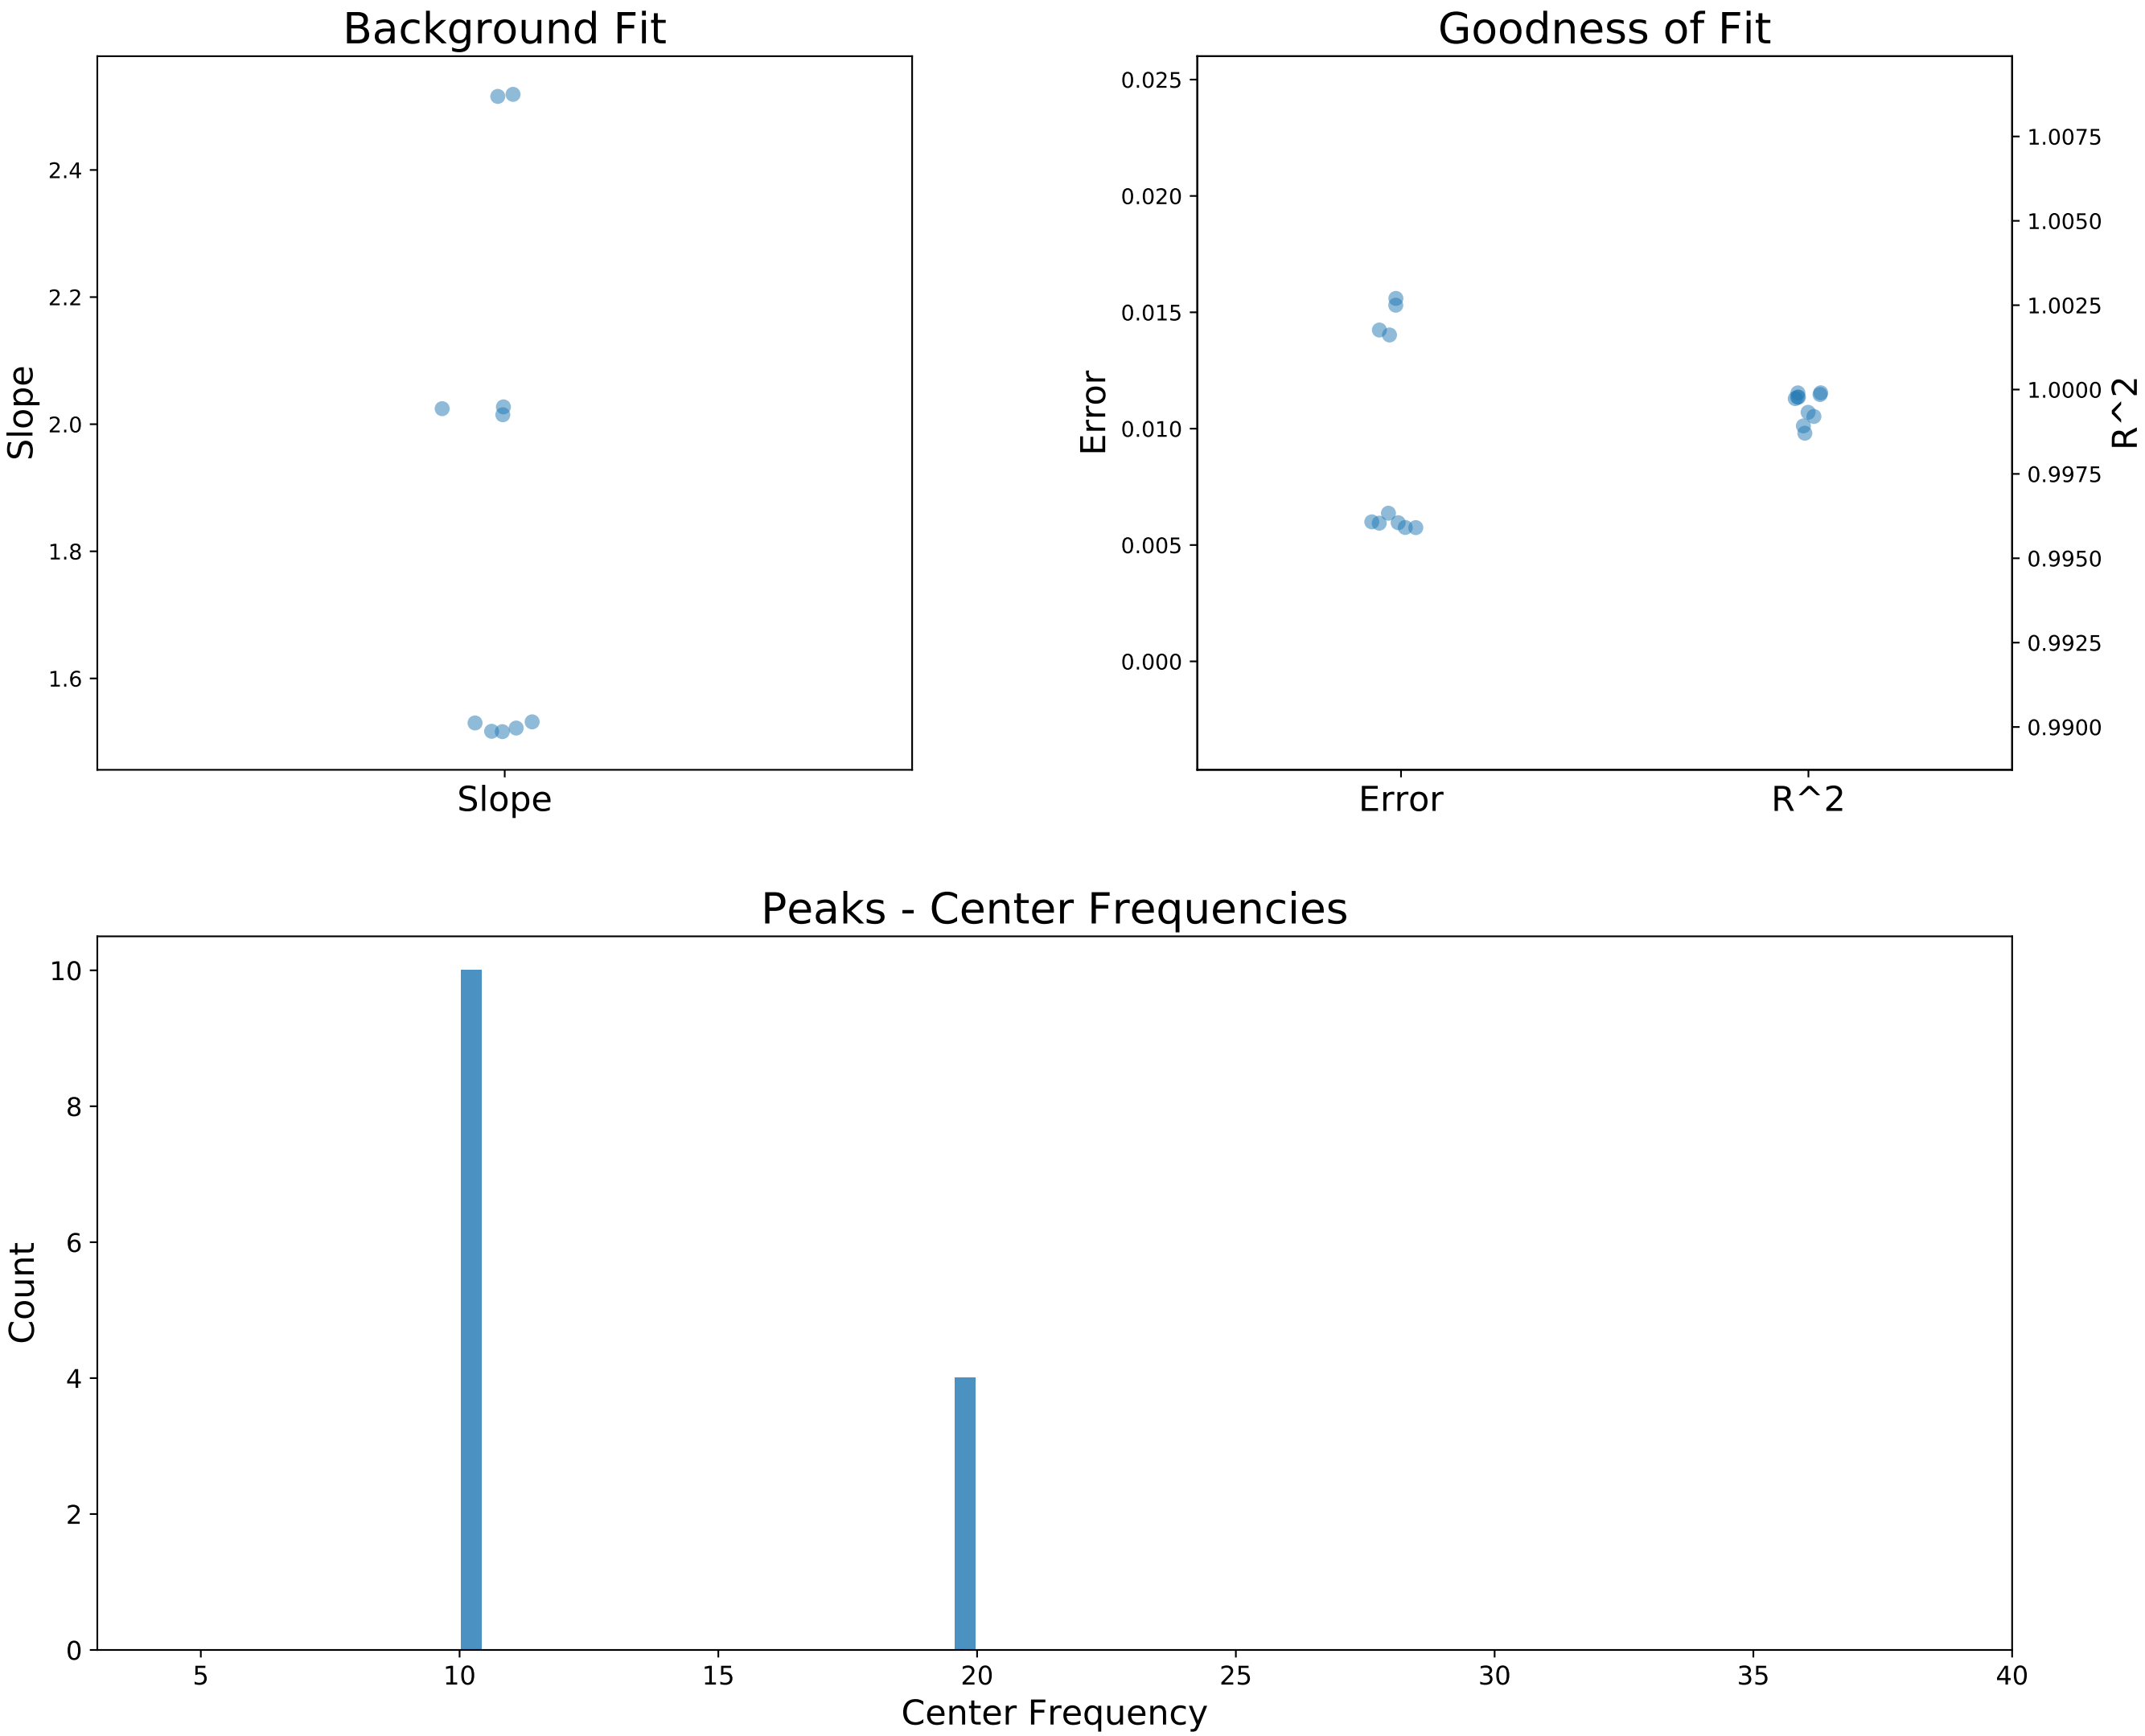 Background Fit
2.4
2.2
2.0
1.8
1.6
Slope
Slope
Goodness of Fit
0.025
0.020
0.015
0.010
0.005
0.000
Error
1.0075
1.0050
1.0025
1.0000
0.9975
0.9950
0.9925
0.9900
R^2
Error R^2
Peaks - Center Frequencies
10
8
6
4
2
0
Count
5 10 15 20 25 30 35 40
Center Frequency